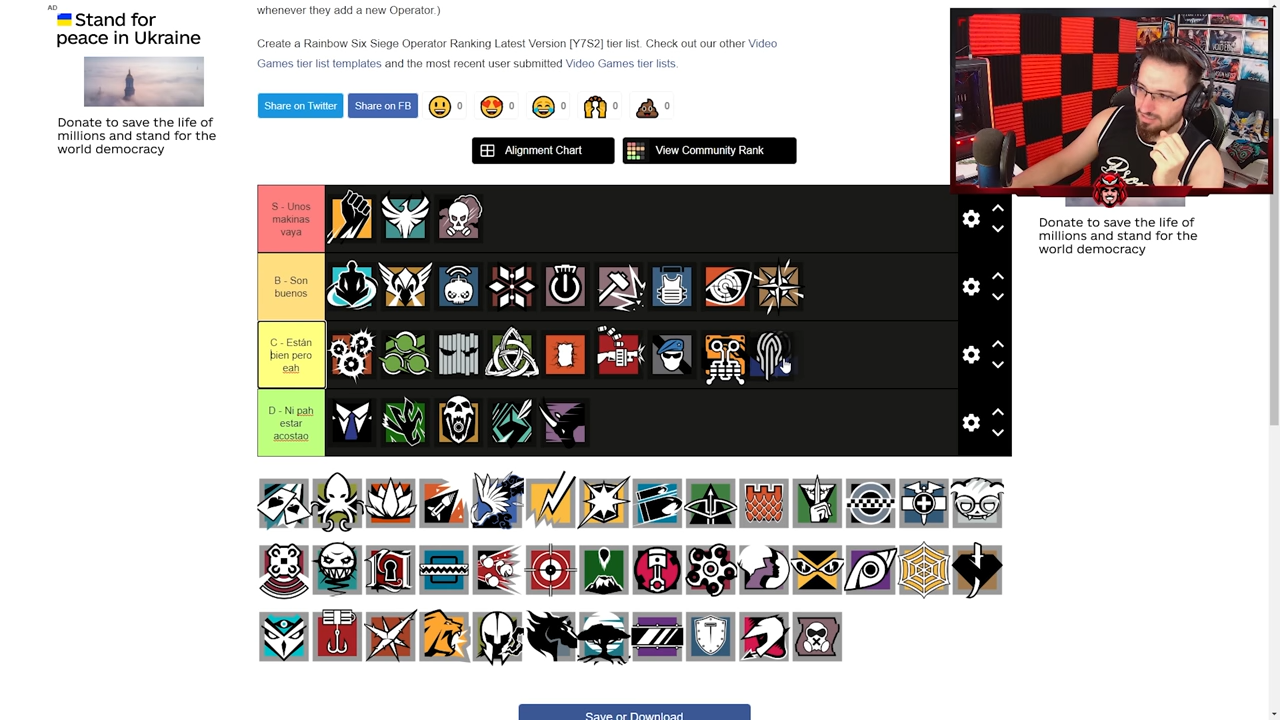 AD
Stand for
peace in Ukraine
Donate to save the life of
millions and stand for the
world democracy
whenever they add a new Operator.)
Create a Rainbow Six Siege Operator Ranking Latest Version [Y7S2] tier list. Check out our other Video
Games tier list templates and the most recent user submitted Video Games tier lists.
Share on Twitter
Share on FB
0
0
0
0
0
Alignment Chart
View Community Rank
S - Unos
makinas
vaya
B - Son
buenos
C - Están
bien pero
eah
D - Ni pah
estar
acostao
Donate to save the life of
millions and stand for the
world democracy
Save or Download